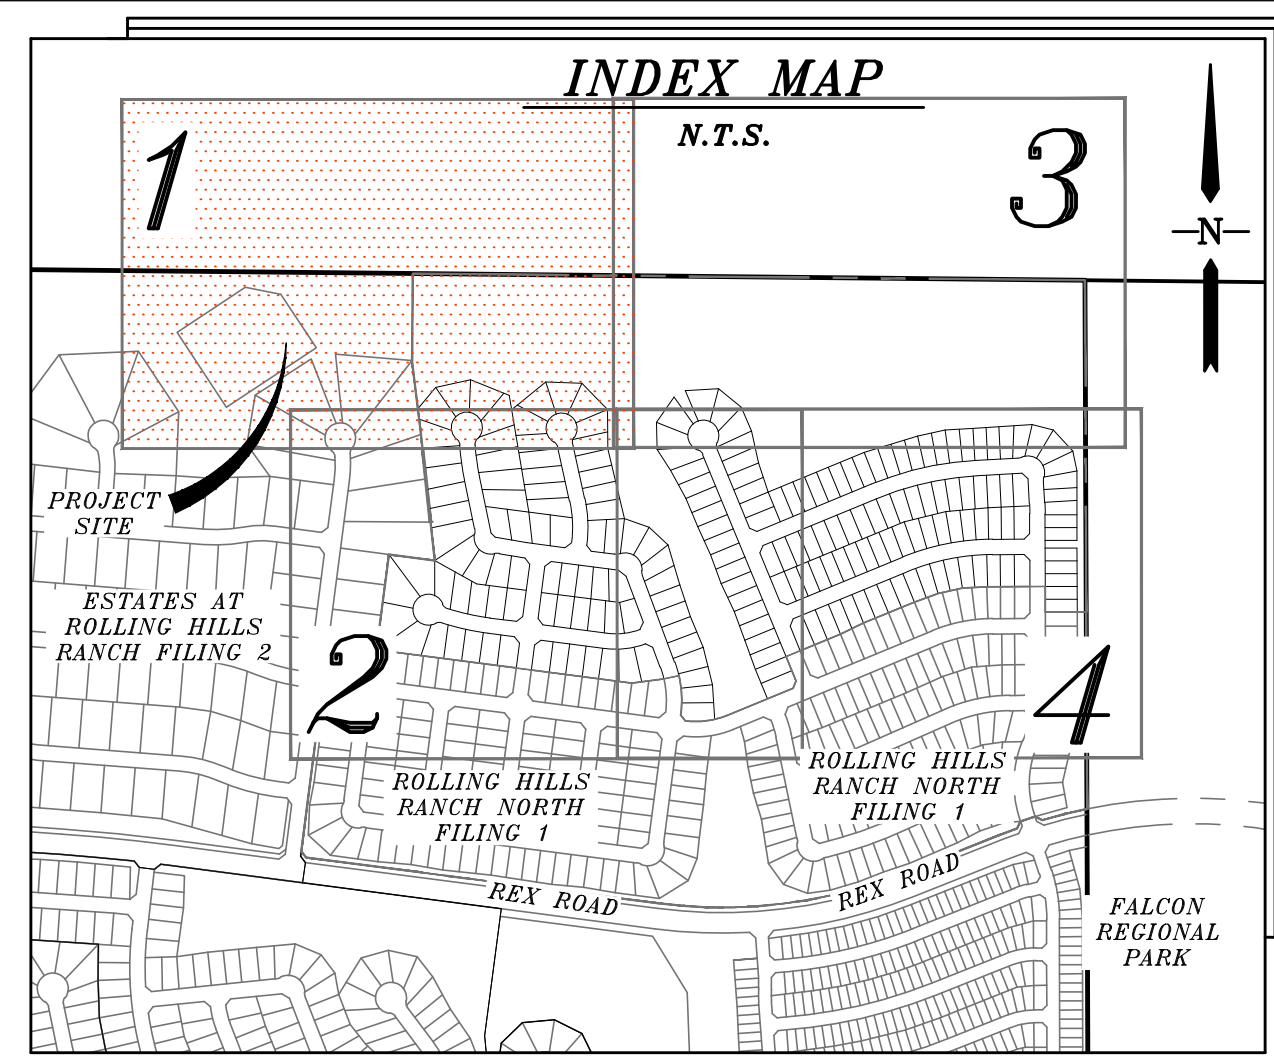 INDEX MAP
N.T.S.
1
3
N
PROJECT
SITE
ESTATES AT
ROLLING HILLS
RANCH FILING 2
2
4
ROLLING HILLS
RANCH NORTH
FILING 1
ROLLING HILLS
RANCH NORTH
FILING 1
REX ROAD
REX ROAD
FALCON
REGIONAL
PARK